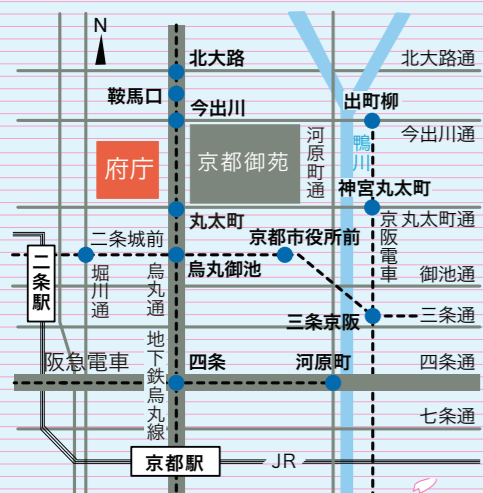 N
北大路
北大路通
鞍馬口
今出川
出町柳
今出川通
府庁
京都御苑
河原町通
鴨川
神宮丸太町
丸太町
京阪電車
丸太町通
二条城前
京都市役所前
二条駅
堀川通
烏丸通
烏丸御池
御池通
三条京阪
三条通
地下鉄烏丸線
阪急電車
四条
河原町
四条通
七条通
京都駅
JR